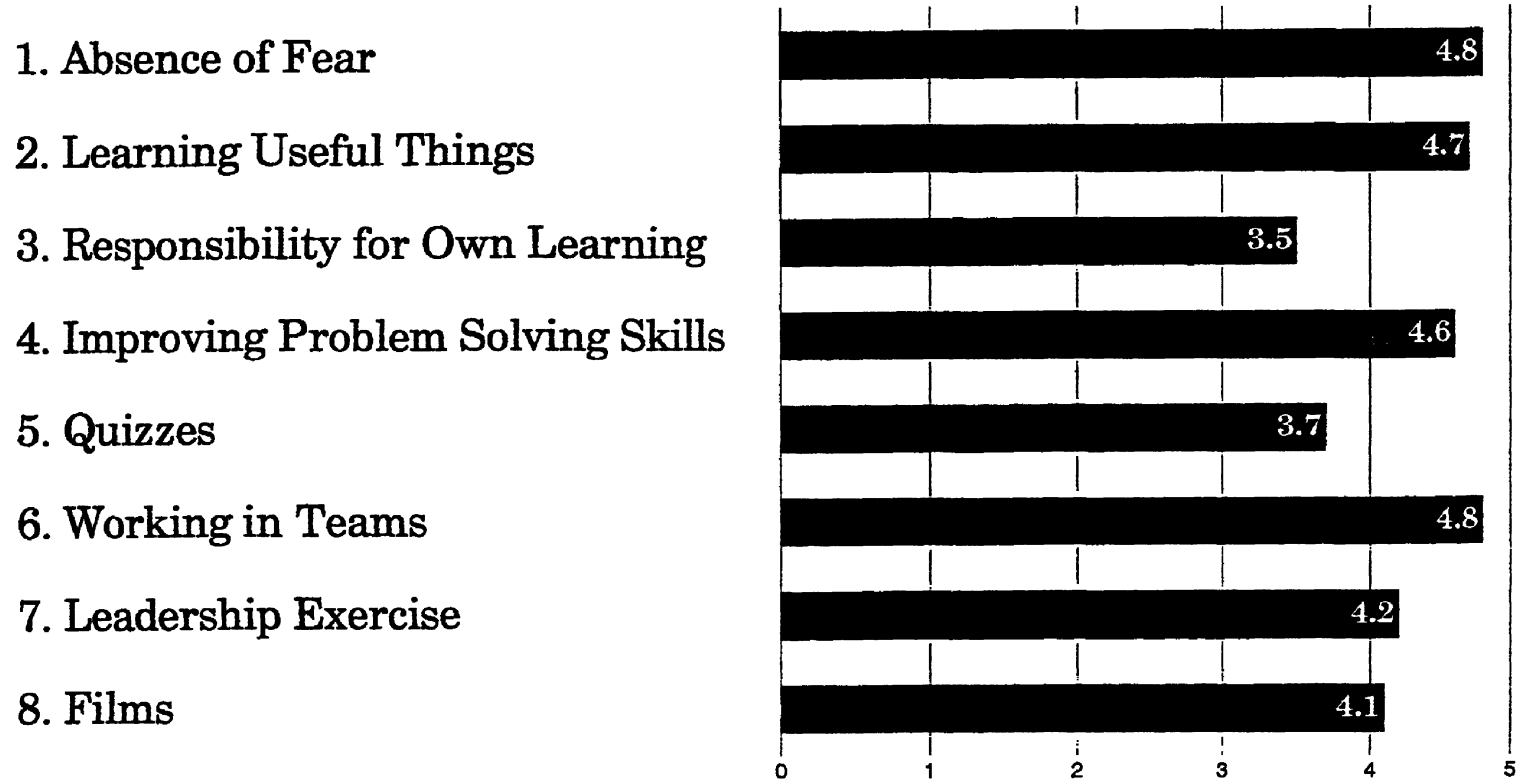 1. Absence of Fear 4.8
2. Learning Useful Things 4.7
3. Responsibility for Own Learning 3.5
4. Improving Problem Solving Skills 4.6
5. Quizzes 3.7
6. Working in Teams 4.8
7. Leadership Exercise 4.2
8. Films 4.1
0 1 2 3 4 5